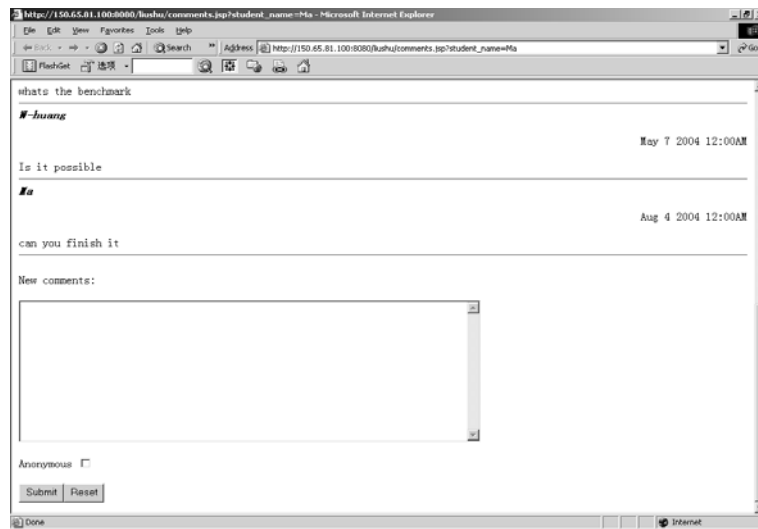 http://150.65.81.100:8080/liushu/comments.jsp?student_name=Ma - Microsoft Internet Explorer
File Edit View Favorites Tools Help
Back Search » Address http://150.65.81.100:8080/liushu/comments.jsp?student_name=Ma Go
FlashGet 选项
whats the benchmark
W-huang
May 7 2004 12:00AM
Is it possible
Ma
Aug 4 2004 12:00AM
can you finish it
New comments:
Anonymous
Submit Reset
Done Internet